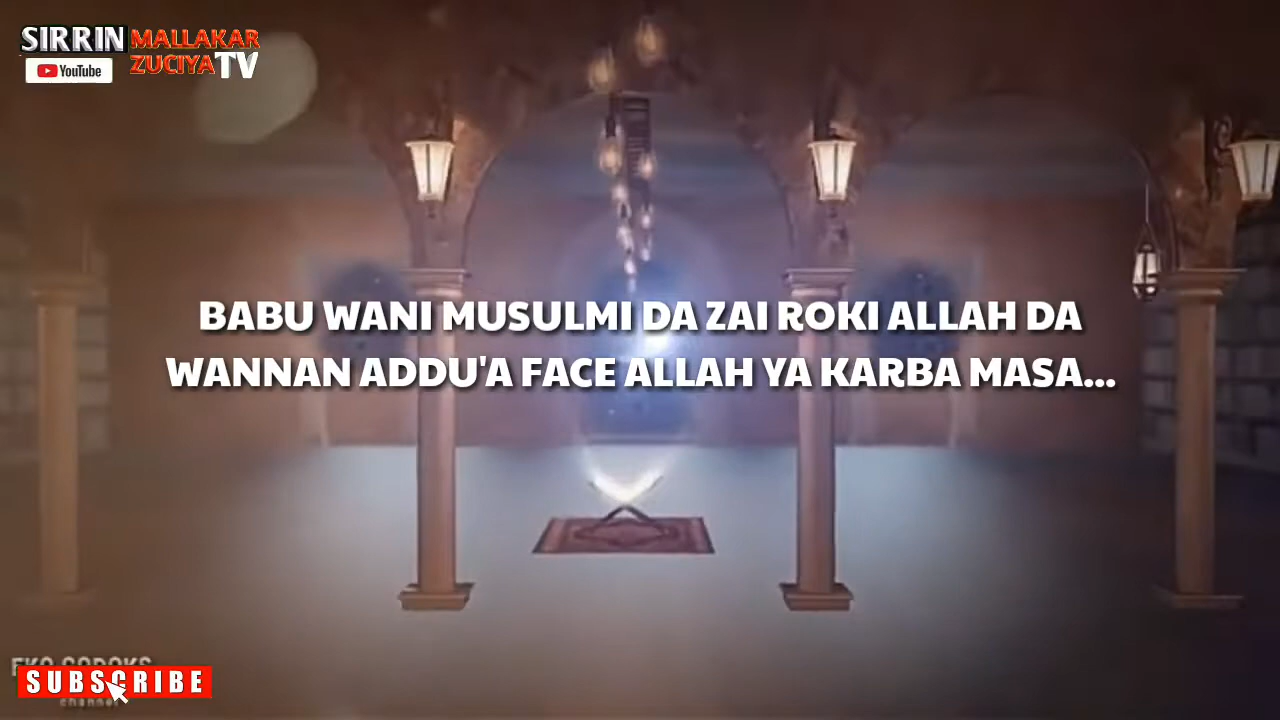 SIRRIN MALLAKAR
YouTube ZUCIYA TV
BABU WANI MUSULMI DA ZAI ROKI ALLAH DA
WANNAN ADDU'A FACE ALLAH YA KARBA MASA...
SUBSCRIBE
channel